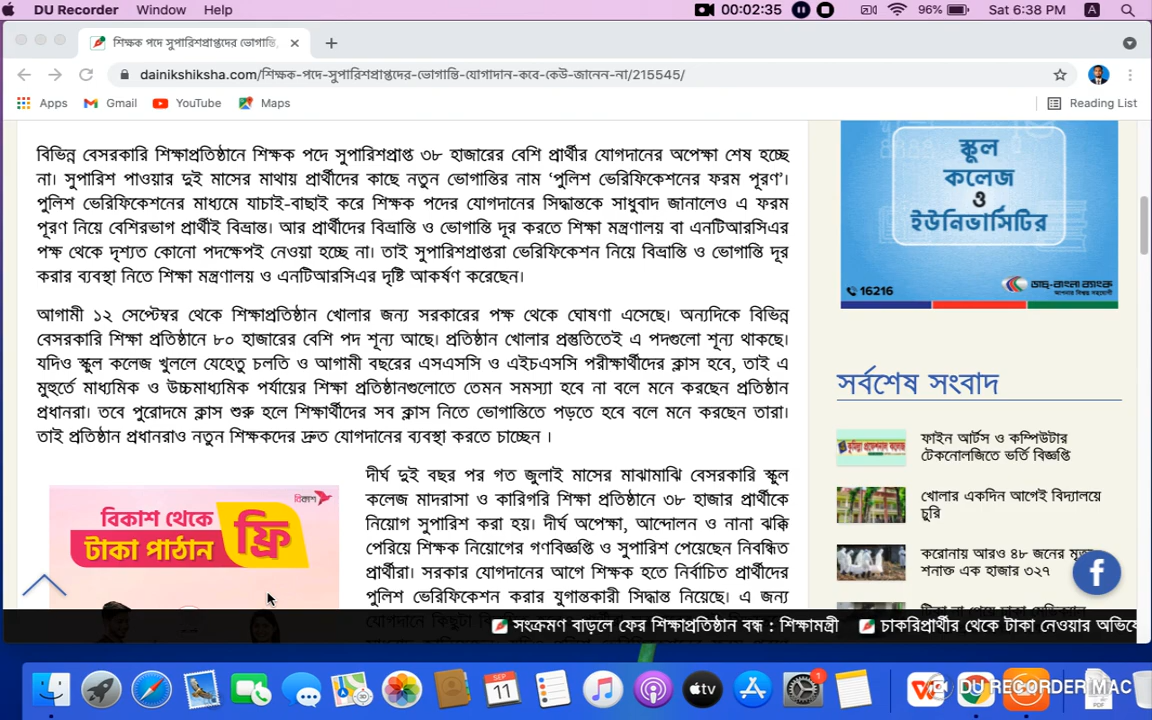 DU Recorder Window Help 00:02:35 96% Sat 6:38 PM A
শিক্ষক পদে সুপারিশপ্রাপ্তদের ভোগান্তি,
dainikshiksha.com/শিক্ষক-পদে-সুপারিশপ্রাপ্তদের-ভোগান্তি-যোগাদান-কবে-কেউ-জানেন-না/215545/
Apps Gmail YouTube Maps Reading List
বিভিন্ন বেসরকারি শিক্ষাপ্রতিষ্ঠানে শিক্ষক পদে সুপারিশপ্রাপ্ত ৩৮ হাজারের বেশি প্রার্থীর যোগদানের অপেক্ষা শেষ হচ্ছে
না। সুপারিশ পাওয়ার দুই মাসের মাথায় প্রার্থীদের কাছে নতুন ভোগান্তির নাম ‘পুলিশ ভেরিফিকেশনের ফরম পূরণ’।
পুলিশ ভেরিফিকেশনের মাধ্যমে যাচাই-বাছাই করে শিক্ষক পদের যোগদানের সিদ্ধান্তকে সাধুবাদ জানালেও এ ফরম
পূরণ নিয়ে বেশিরভাগ প্রার্থীই বিভ্রান্ত। আর প্রার্থীদের বিভ্রান্তি ও ভোগান্তি দূর করতে শিক্ষা মন্ত্রণালয় বা এনটিআরসিএর
পক্ষ থেকে দৃশ্যত কোনো পদক্ষেপই নেওয়া হচ্ছে না। তাই সুপারিশপ্রাপ্তরা ভেরিফিকেশন নিয়ে বিভ্রান্তি ও ভোগান্তি দূর
করার ব্যবস্থা নিতে শিক্ষা মন্ত্রণালয় ও এনটিআরসিএর দৃষ্টি আকর্ষণ করেছেন।
আগামী ১২ সেপ্টেম্বর থেকে শিক্ষাপ্রতিষ্ঠান খোলার জন্য সরকারের পক্ষ থেকে ঘোষণা এসেছে। অন্যদিকে বিভিন্ন
বেসরকারি শিক্ষা প্রতিষ্ঠানে ৮০ হাজারের বেশি পদ শূন্য আছে। প্রতিষ্ঠান খোলার প্রস্তুতিতেই এ পদগুলো শূন্য থাকছে।
যদিও স্কুল কলেজ খুললে যেহেতু চলতি ও আগামী বছরের এসএসসি ও এইচএসসি পরীক্ষার্থীদের ক্লাস হবে, তাই এ
মুহূর্তে মাধ্যমিক ও উচ্চমাধ্যমিক পর্যায়ের শিক্ষা প্রতিষ্ঠানগুলোতে তেমন সমস্যা হবে না বলে মনে করছেন প্রতিষ্ঠান
প্রধানরা। তবে পুরোদমে ক্লাস শুরু হলে শিক্ষার্থীদের সব ক্লাস নিতে ভোগান্তিতে পড়তে হবে বলে মনে করছেন তারা।
তাই প্রতিষ্ঠান প্রধানরাও নতুন শিক্ষকদের দ্রুত যোগদানের ব্যবস্থা করতে চাচ্ছেন।
দীর্ঘ দুই বছর পর গত জুলাই মাসের মাঝামাঝি বেসরকারি স্কুল
কলেজ মাদরাসা ও কারিগরি শিক্ষা প্রতিষ্ঠানে ৩৮ হাজার প্রার্থীকে
নিয়োগ সুপারিশ করা হয়। দীর্ঘ অপেক্ষা, আন্দোলন ও নানা ঝক্কি
পেরিয়ে শিক্ষক নিয়োগের গণবিজ্ঞপ্তি ও সুপারিশ পেয়েছেন নিবন্ধিত
প্রার্থীরা। সরকার যোগদানের আগে শিক্ষক হতে নির্বাচিত প্রার্থীদের
পুলিশ ভেরিফিকেশন করার যুগান্তকারী সিদ্ধান্ত নিয়েছে। এ জন্য
বিকাশ
বিকাশ থেকে
টাকা পাঠান ফ্রি
স্কুল
কলেজ
ও
ইউনিভার্সিটির
16216 ডাচ্-বাংলা ব্যাংক
সর্বশেষ সংবাদ
ফাইন আর্টস ও কম্পিউটার
টেকনোলজিতে ভর্তি বিজ্ঞপ্তি
খোলার একদিন আগেই বিদ্যালয়ে
চুরি
করোনায় আরও ৪৮ জনের
শনাক্ত এক হাজার ৩২৭
সংক্রমণ বাড়লে ফের শিক্ষাপ্রতিষ্ঠান বন্ধ : শিক্ষামন্ত্রী চাকরিপ্রার্থীর থেকে টাকা নেওয়ার
SEP
11
tv
1
DU RECORDER MAC
PDF